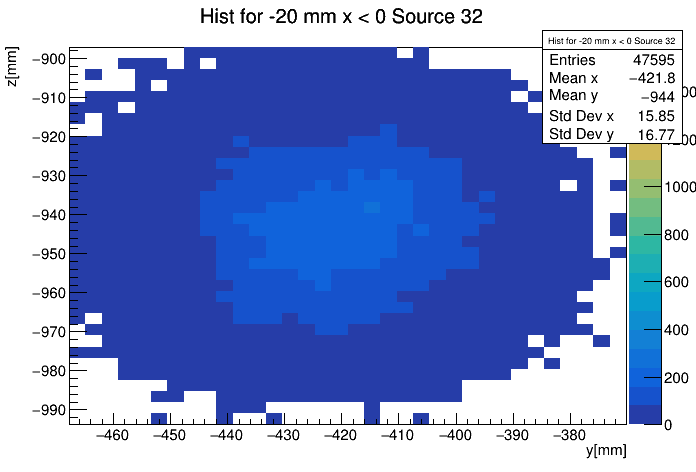 Hist for -20 mm x < 0 Source 32
z[mm]
Hist for -20 mm x < 0 Source 32
Entries 47595
Mean x −421.8
Mean y −944
Std Dev x 15.85
Std Dev y 16.77
−900
−910
−920
−930
−940
−950
−960
−970
−980
−990
1000
800
600
400
200
0
−460 −450 −440 −430 −420 −410 −400 −390 −380
y[mm]